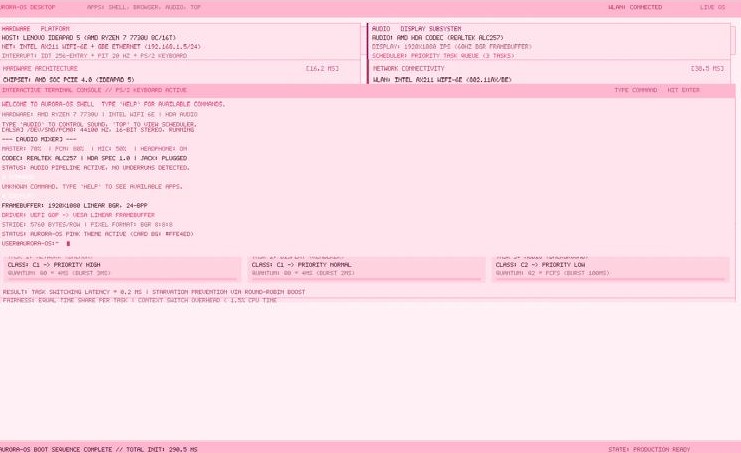 AURORA-OS DESKTOP APPS: SHELL, BROWSER, AUDIO, TOP WLAN: CONNECTED LIVE OS
HARDWARE PLATFORM
HOST: LENOVO IDEAPAD 5 (AMD RYZEN 7 7730U 8C/16T)
NET: INTEL AX211 WIFI-6E + GBE ETHERNET (192.168.1.5/24)
INTERRUPT: IDT 256-ENTRY * PIT 20 HZ * PS/2 KEYBOARD
AUDIO DISPLAY SUBSYSTEM
AUDIO: AMD HDA CODEC (REALTEK ALC257)
DISPLAY: 1920X1080 IPS (60HZ BGR FRAMEBUFFER)
SCHEDULER: PRIORITY TASK QUEUE (3 TASKS)
HARDWARE ARCHITECTURE [16.2 MS]
CHIPSET: AMD SOC PCIE 4.0 (IDEAPAD 5)
NETWORK CONNECTIVITY [38.5 MS]
WLAN: INTEL AX211 WIFI-6E (802.11AX/BE)
INTERACTIVE TERMINAL CONSOLE // PS/2 KEYBOARD ACTIVE TYPE COMMAND HIT ENTER
WELCOME TO AURORA-OS SHELL TYPE 'HELP' FOR AVAILABLE COMMANDS.
HARDWARE: AMD RYZEN 7 7730U | INTEL WIFI 6E | HDA AUDIO
TYPE 'AUDIO' TO CONTROL SOUND, 'TOP' TO VIEW SCHEDULER.
[ALSA] /DEV/SND/PCM0: 44100 HZ, 16-BIT STEREO, RUNNING
--- [AUDIO MIXER] ---
MASTER: 78% | PCM: 80% | MIC: 50% | HEADPHONE: ON
CODEC: REALTEK ALC257 | HDA SPEC 1.0 | JACK: PLUGGED
STATUS: AUDIO PIPELINE ACTIVE, NO UNDERRUNS DETECTED.
UNKNOWN COMMAND. TYPE 'HELP' TO SEE AVAILABLE APPS.
FRAMEBUFFER: 1920X1080 LINEAR BGR, 24-BPP
DRIVER: UEFI GOP -> VESA LINEAR FRAMEBUFFER
STRIDE: 5760 BYTES/ROW | PIXEL FORMAT: BGR 8:8:8
STATUS: AURORA-OS PINK THEME ACTIVE (CARD BG: #FFE4ED)
USER@AURORA-OS:~
CLASS: C1 -> PRIORITY HIGH
QUANTUM: 80 * 4MS (BURST 3MS)
CLASS: C1 -> PRIORITY NORMAL
QUANTUM: 80 * 4MS (BURST 2MS)
CLASS: C2 -> PRIORITY LOW
QUANTUM: 62 * FCFS (BURST 100MS)
RESULT: TASK SWITCHING LATENCY * 0.2 MS | STARVATION PREVENTION VIA ROUND-ROBIN BOOST
FAIRNESS: EQUAL TIME SHARE PER TASK | CONTEXT SWITCH OVERHEAD < 1.5% CPU TIME
AURORA-OS BOOT SEQUENCE COMPLETE // TOTAL INIT: 290.5 MS STATE: PRODUCTION READY